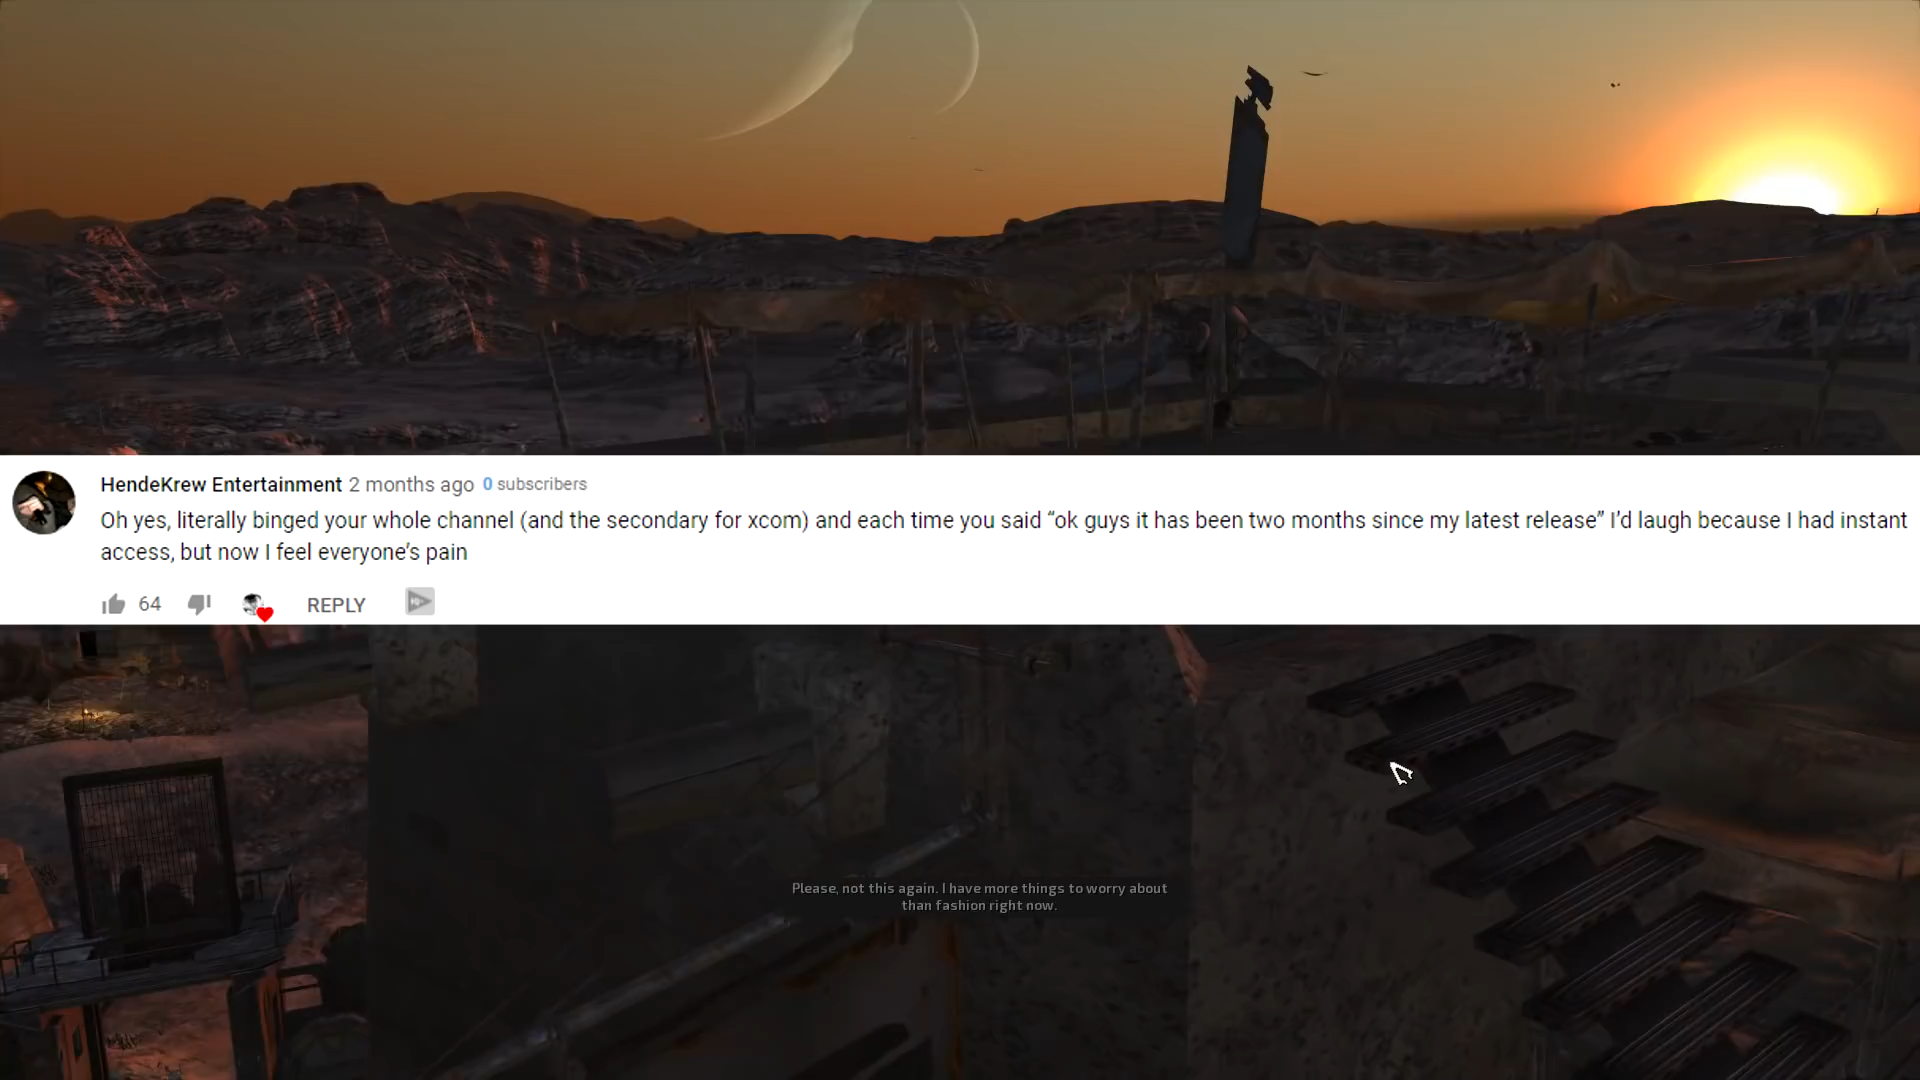 HendeKrew Entertainment 2 months ago 0 subscribers
Oh yes, literally binged your whole channel (and the secondary for xcom) and each time you said “ok guys it has been two months since my latest release” I’d laugh because I had instant
access, but now I feel everyone’s pain
64 REPLY
Please, not this again. I have more things to worry about
than fashion right now.